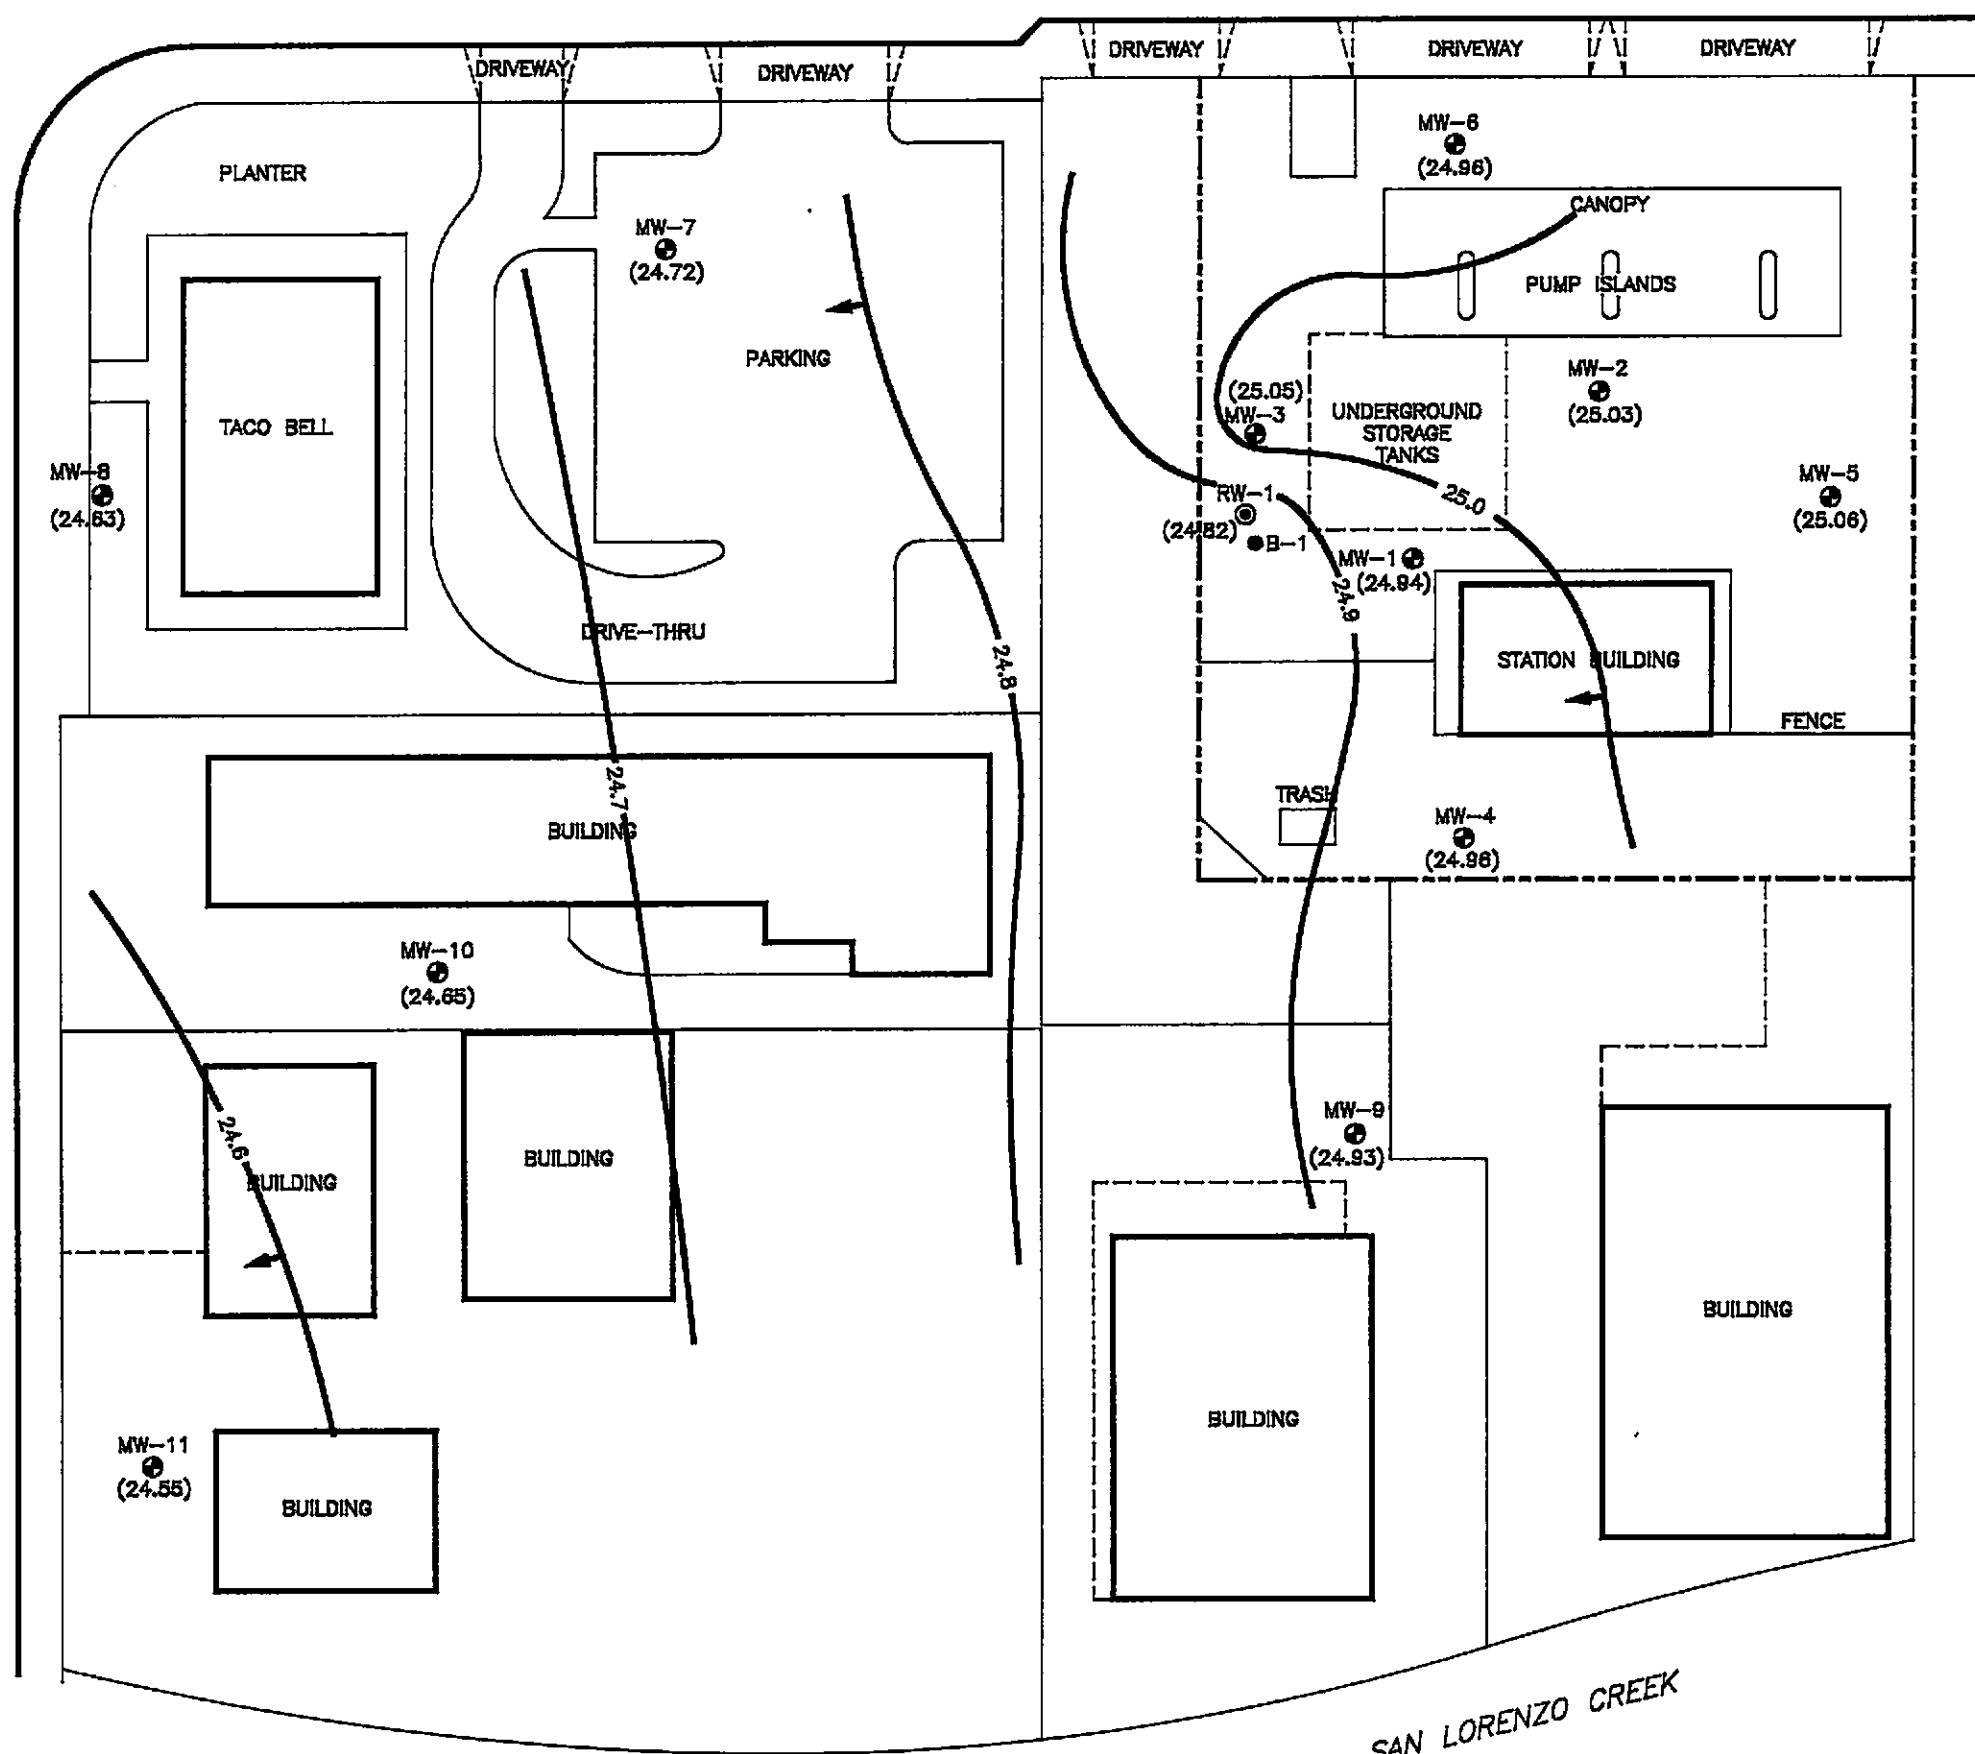 DRIVEWAY
DRIVEWAY
DRIVEWAY
DRIVEWAY
DRIVEWAY
MW-6
(24.96)
PLANTER
CANOPY
MW-7
(24.72)
PUMP ISLANDS
PARKING
MW-2
(25.03)
(25.05)
MW-3
UNDERGROUND
STORAGE
TANKS
TACO BELL
MW-8
(24.63)
MW-5
(25.06)
25.0
RW-1
(24.82)
B-1
MW-1
(24.94)
24.9
DRIVE-THRU
24.8
STATION BUILDING
FENCE
24.7
TRASH
BUILDING
MW-4
(24.96)
MW-10
(24.65)
24.6
BUILDING
BUILDING
MW-9
(24.93)
BUILDING
BUILDING
MW-11
(24.55)
BUILDING
SAN LORENZO CREEK